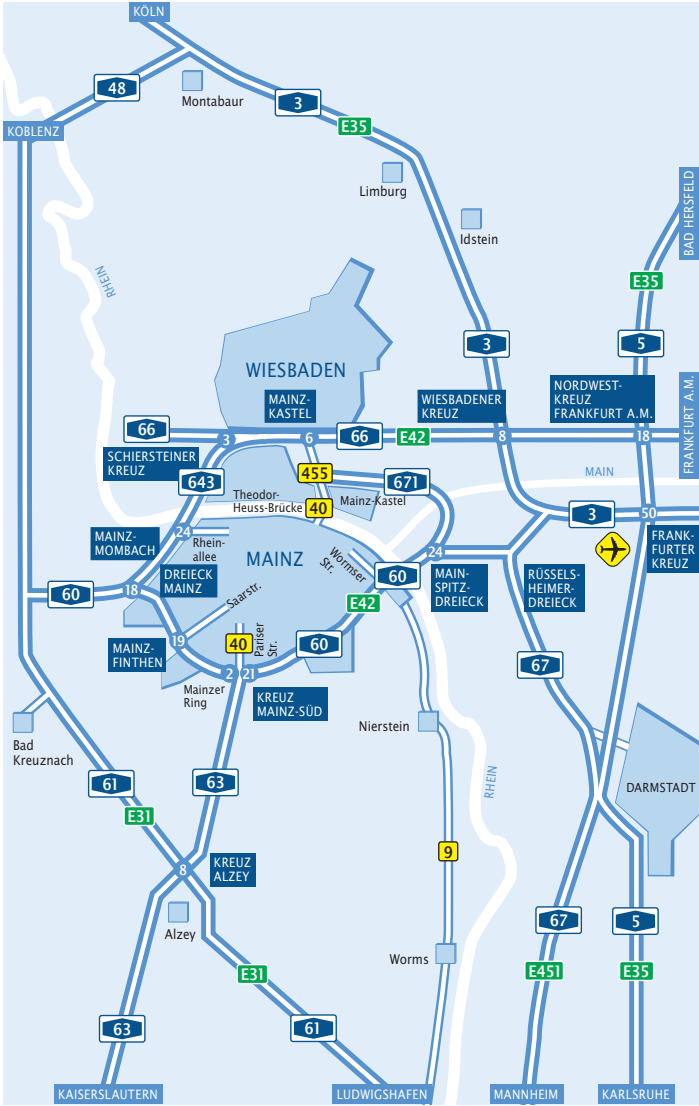 KÖLN
48
Montabaur
3
E35
KOBLENZ
Limburg
BAD HERSFELD
Idstein
RHEIN
E35
3
5
WIESBADEN
NORDWEST-
KREUZ
FRANKFURT A.M.
MAINZ-
KASTEL
WIESBADENER
KREUZ
FRANKFURT A.M.
66
3
6
66
E42
8
18
SCHIERSTEINER
KREUZ
455
MAIN
643
671
Theodor-
Heuss-Brücke
Mainz-Kastel
40
3
50
24
MAINZ-
MOMBACH
Rhein-
allee
MAINZ
Wormser
Str.
24
FRANK-
FURTER
KREUZ
DREIECK
MAINZ
60
MAIN-
SPITZ-
DREIECK
RÜSSELS-
HEIMER-
DREIECK
60
18
Saarstr.
E42
19
40
Pariser
Str.
60
MAINZ-
FINTHEN
67
2
21
Mainzer
Ring
KREUZ
MAINZ-SÜD
Nierstein
Bad
Kreuznach
61
63
RHEIN
DARMSTADT
E31
9
8
KREUZ
ALZEY
Alzey
67
5
Worms
E31
E451
E35
63
61
KAISERSLAUTERN
LUDWIGSHAFEN
MANNHEIM
KARLSRUHE